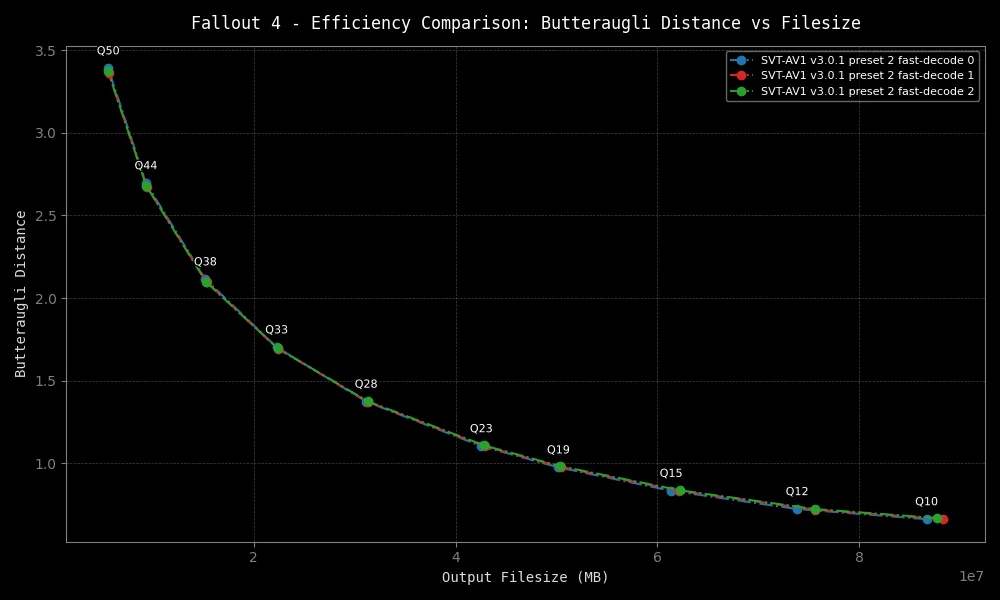 Fallout 4 - Efficiency Comparison: Butteraugli Distance vs Filesize
SVT-AV1 v3.0.1 preset 2 fast-decode 0
SVT-AV1 v3.0.1 preset 2 fast-decode 1
SVT-AV1 v3.0.1 preset 2 fast-decode 2
Butteraugli Distance
3.5
3.0
2.5
2.0
1.5
1.0
Q50
Q44
Q38
Q33
Q28
Q23
Q19
Q15
Q12
Q10
2
4
6
8
1e7
Output Filesize (MB)